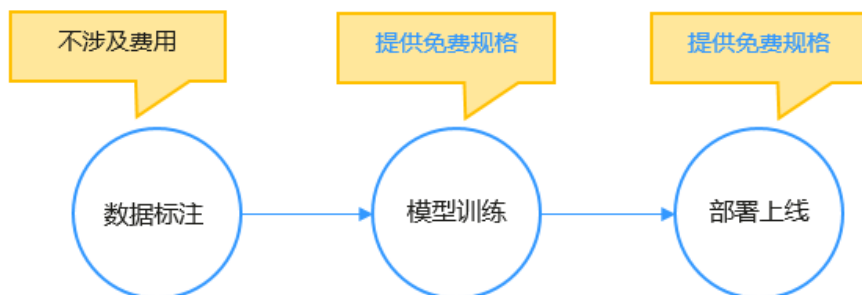 不涉及费用
提供免费规格
提供免费规格
数据标注
模型训练
部署上线